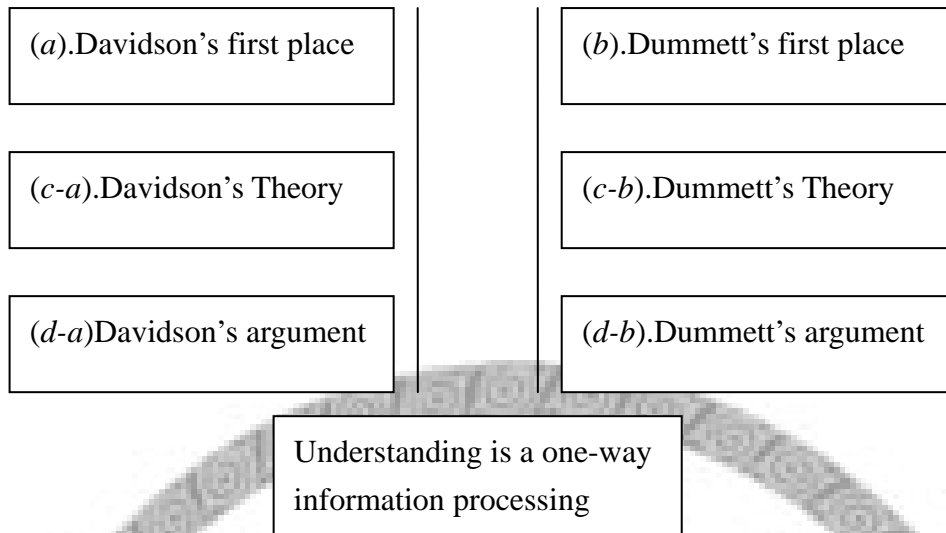 (a).Davidson’s first place
(b).Dummett’s first place
(c-a).Davidson’s Theory
(c-b).Dummett’s Theory
(d-a)Davidson’s argument
(d-b).Dummett’s argument
Understanding is a one-way
information processing